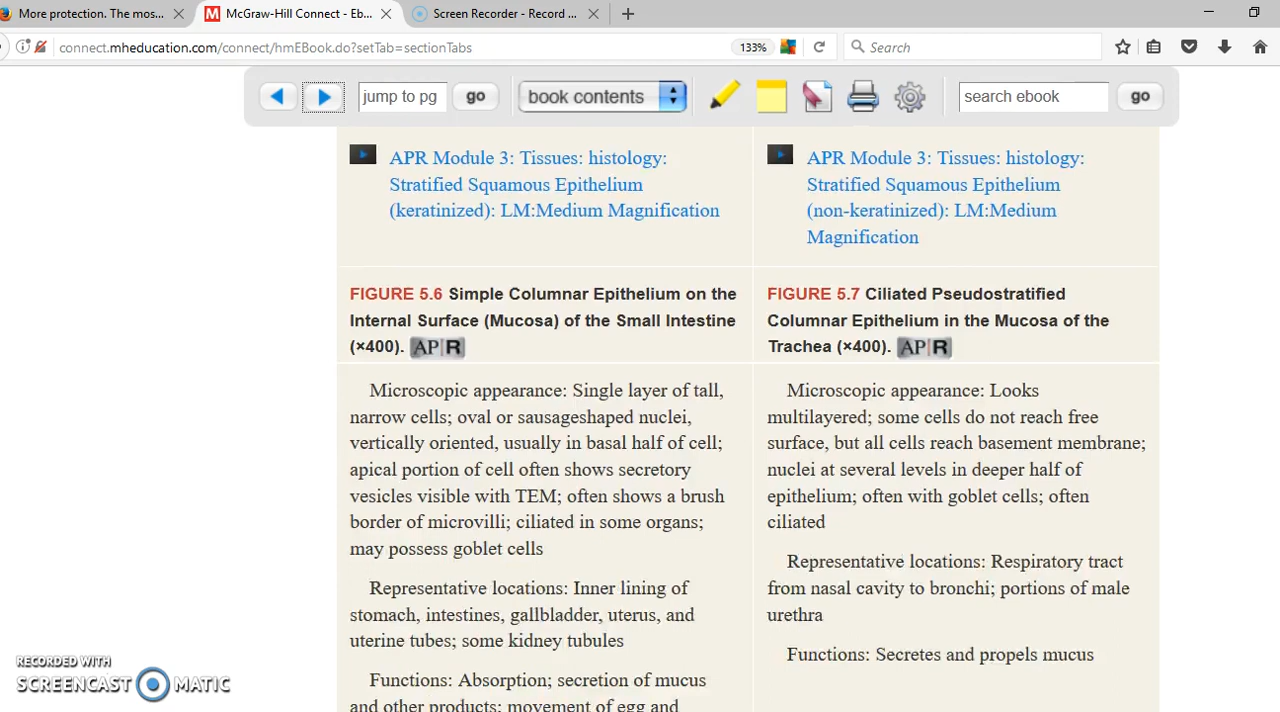 More protection. The mos...
McGraw-Hill Connect - Eb...
Screen Recorder - Record ...
connect.mheducation.com/connect/hmEBook.do?setTab=sectionTabs
133%
Search
jump to pg
go
book contents
search ebook
go
APR Module 3: Tissues: histology:
Stratified Squamous Epithelium
(keratinized): LM:Medium Magnification
APR Module 3: Tissues: histology:
Stratified Squamous Epithelium
(non-keratinized): LM:Medium
Magnification
FIGURE 5.6 Simple Columnar Epithelium on the
Internal Surface (Mucosa) of the Small Intestine
(×400). AP|R
FIGURE 5.7 Ciliated Pseudostratified
Columnar Epithelium in the Mucosa of the
Trachea (×400). AP|R
Microscopic appearance: Single layer of tall,
narrow cells; oval or sausageshaped nuclei,
vertically oriented, usually in basal half of cell;
apical portion of cell often shows secretory
vesicles visible with TEM; often shows a brush
border of microvilli; ciliated in some organs;
may possess goblet cells
Representative locations: Inner lining of
stomach, intestines, gallbladder, uterus, and
uterine tubes; some kidney tubules
Functions: Absorption; secretion of mucus
and other products; movement of egg and
Microscopic appearance: Looks
multilayered; some cells do not reach free
surface, but all cells reach basement membrane;
nuclei at several levels in deeper half of
epithelium; often with goblet cells; often
ciliated
Representative locations: Respiratory tract
from nasal cavity to bronchi; portions of male
urethra
Functions: Secretes and propels mucus
RECORDED WITH
SCREENCAST MATIC